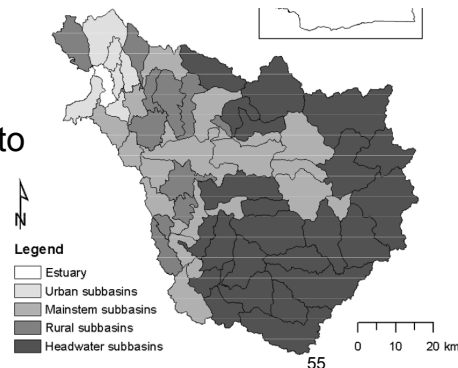 to
N
Legend
Estuary
Urban subbasins
Mainstem subbasins
Rural subbasins
Headwater subbasins
0 10 20 km
55